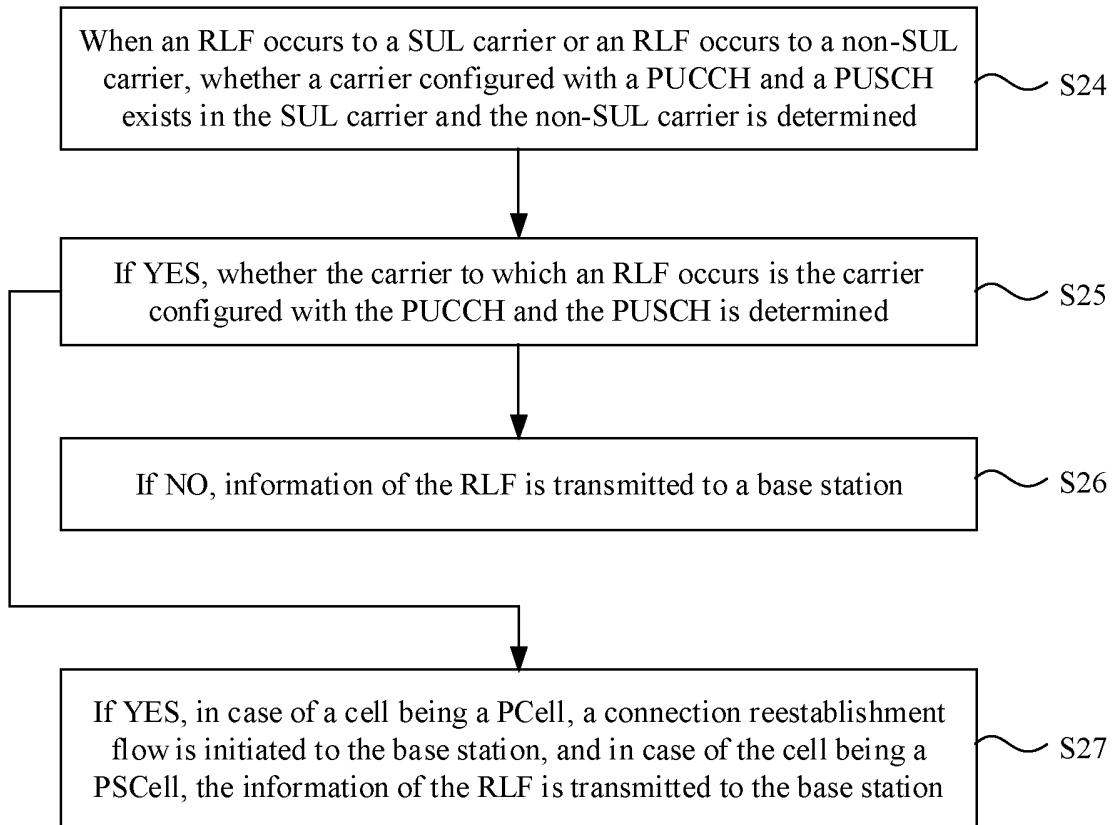 When an RLF occurs to a SUL carrier or an RLF occurs to a non-SUL
carrier, whether a carrier configured with a PUCCH and a PUSCH
exists in the SUL carrier and the non-SUL carrier is determined
S24
If YES, whether the carrier to which an RLF occurs is the carrier
configured with the PUCCH and the PUSCH is determined
S25
If NO, information of the RLF is transmitted to a base station
S26
If YES, in case of a cell being a PCell, a connection reestablishment
flow is initiated to the base station, and in case of the cell being a
PSCell, the information of the RLF is transmitted to the base station
S27